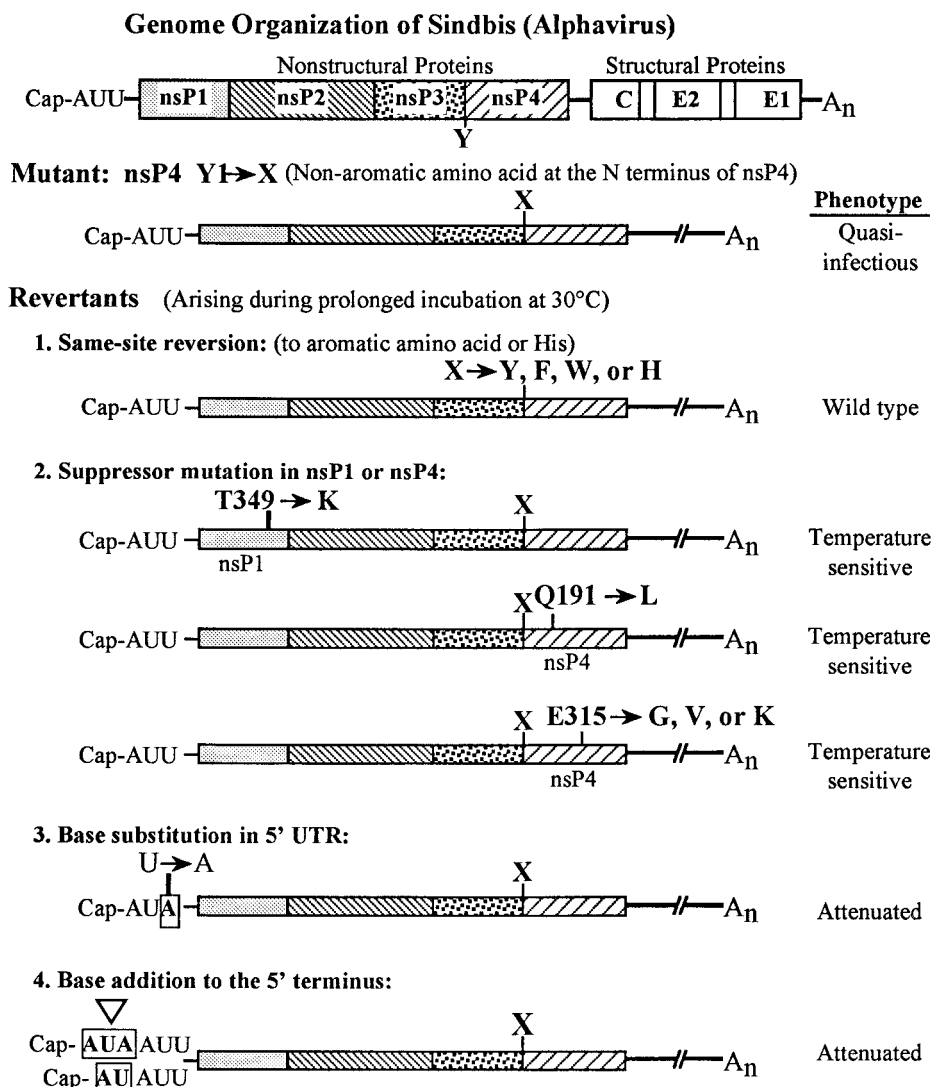 Genome Organization of Sindbis (Alphavirus)
Nonstructural Proteins Structural Proteins
Cap-AUU nsP1 nsP2 nsP3 nsP4 C E2 E1 An
Y
Mutant: nsP4 Y1→X (Non-aromatic amino acid at the N terminus of nsP4)
Phenotype
X
Cap-AUU An Quasi-
infectious
Revertants (Arising during prolonged incubation at 30°C)
1. Same-site reversion: (to aromatic amino acid or His)
X→Y, F, W, or H
Cap-AUU An Wild type
2. Suppressor mutation in nsP1 or nsP4:
T349→K X
Cap-AUU An Temperature
nsP1 sensitive
X Q191→L
Cap-AUU An Temperature
nsP4 sensitive
X E315→G, V, or K
Cap-AUU An Temperature
nsP4 sensitive
3. Base substitution in 5' UTR:
U→A X
Cap-AUA An Attenuated
4. Base addition to the 5' terminus:
X
Cap- AUA AUU An Attenuated
Cap- AU AUU